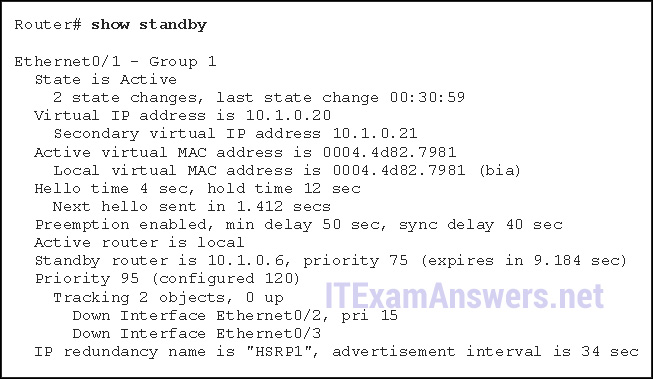 Router# show standby
Ethernet0/1 - Group 1
State is Active
2 state changes, last state change 00:30:59
Virtual IP address is 10.1.0.20
Secondary virtual IP address 10.1.0.21
Active virtual MAC address is 0004.4d82.7981
Local virtual MAC address is 0004.4d82.7981 (bia)
Hello time 4 sec, hold time 12 sec
Next hello sent in 1.412 secs
Preemption enabled, min delay 50 sec, sync delay 40 sec
Active router is local
Standby router is 10.1.0.6, priority 75 (expires in 9.184 sec)
Priority 95 (configured 120)
Tracking 2 objects, 0 up
Down Interface Ethernet0/2, pri 15
Down Interface Ethernet0/3
IP redundancy name is "HSRP1", advertisement interval is 34 sec
ITExamAnswers.net